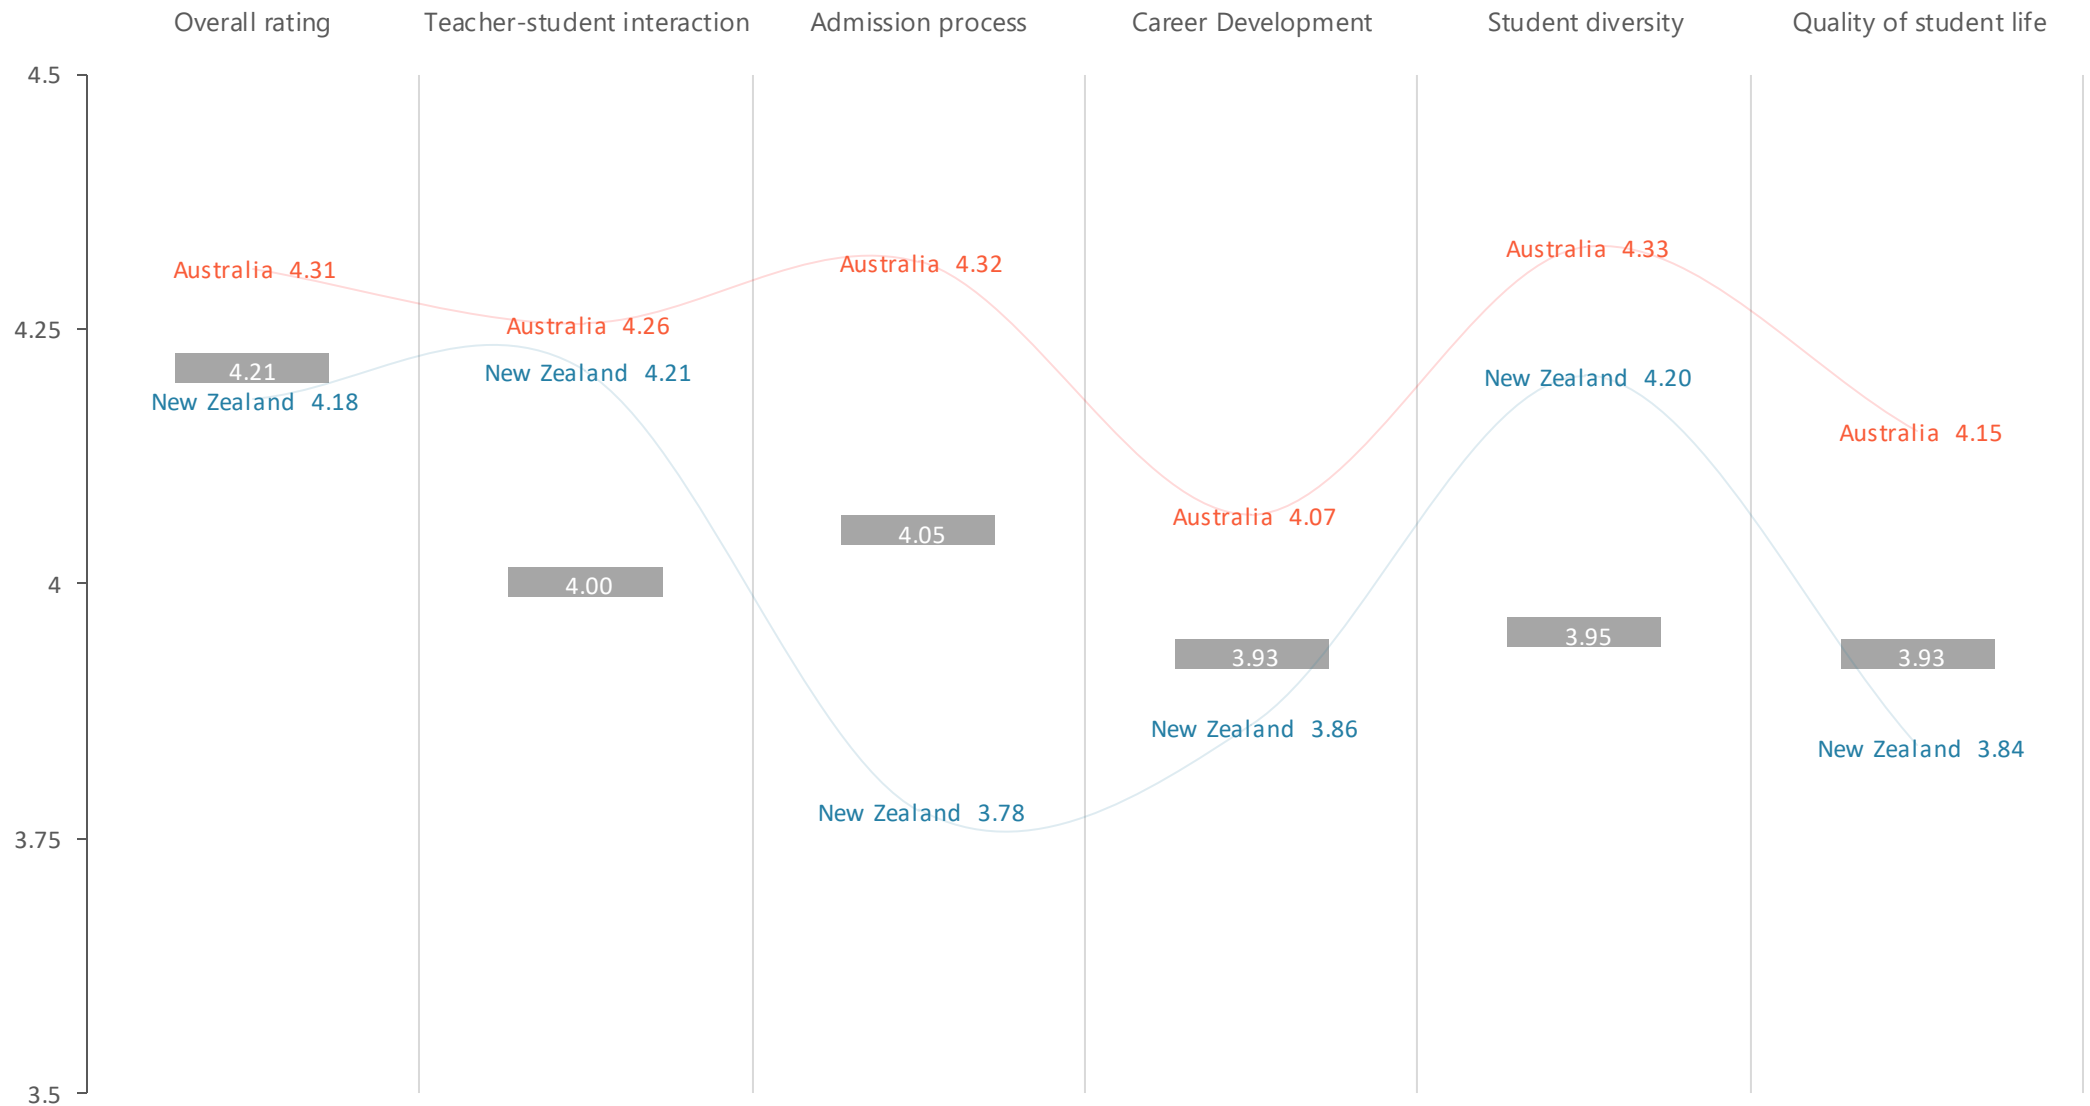 Overall rating
Teacher-student interaction
Admission process
Career Development
Student diversity
Quality of student life
4.5
4.25
4
3.75
3.5
Australia 4.31
4.21
New Zealand 4.18
Australia 4.26
New Zealand 4.21
4.00
Australia 4.32
4.05
New Zealand 3.78
Australia 4.07
3.93
New Zealand 3.86
Australia 4.33
New Zealand 4.20
3.95
Australia 4.15
3.93
New Zealand 3.84